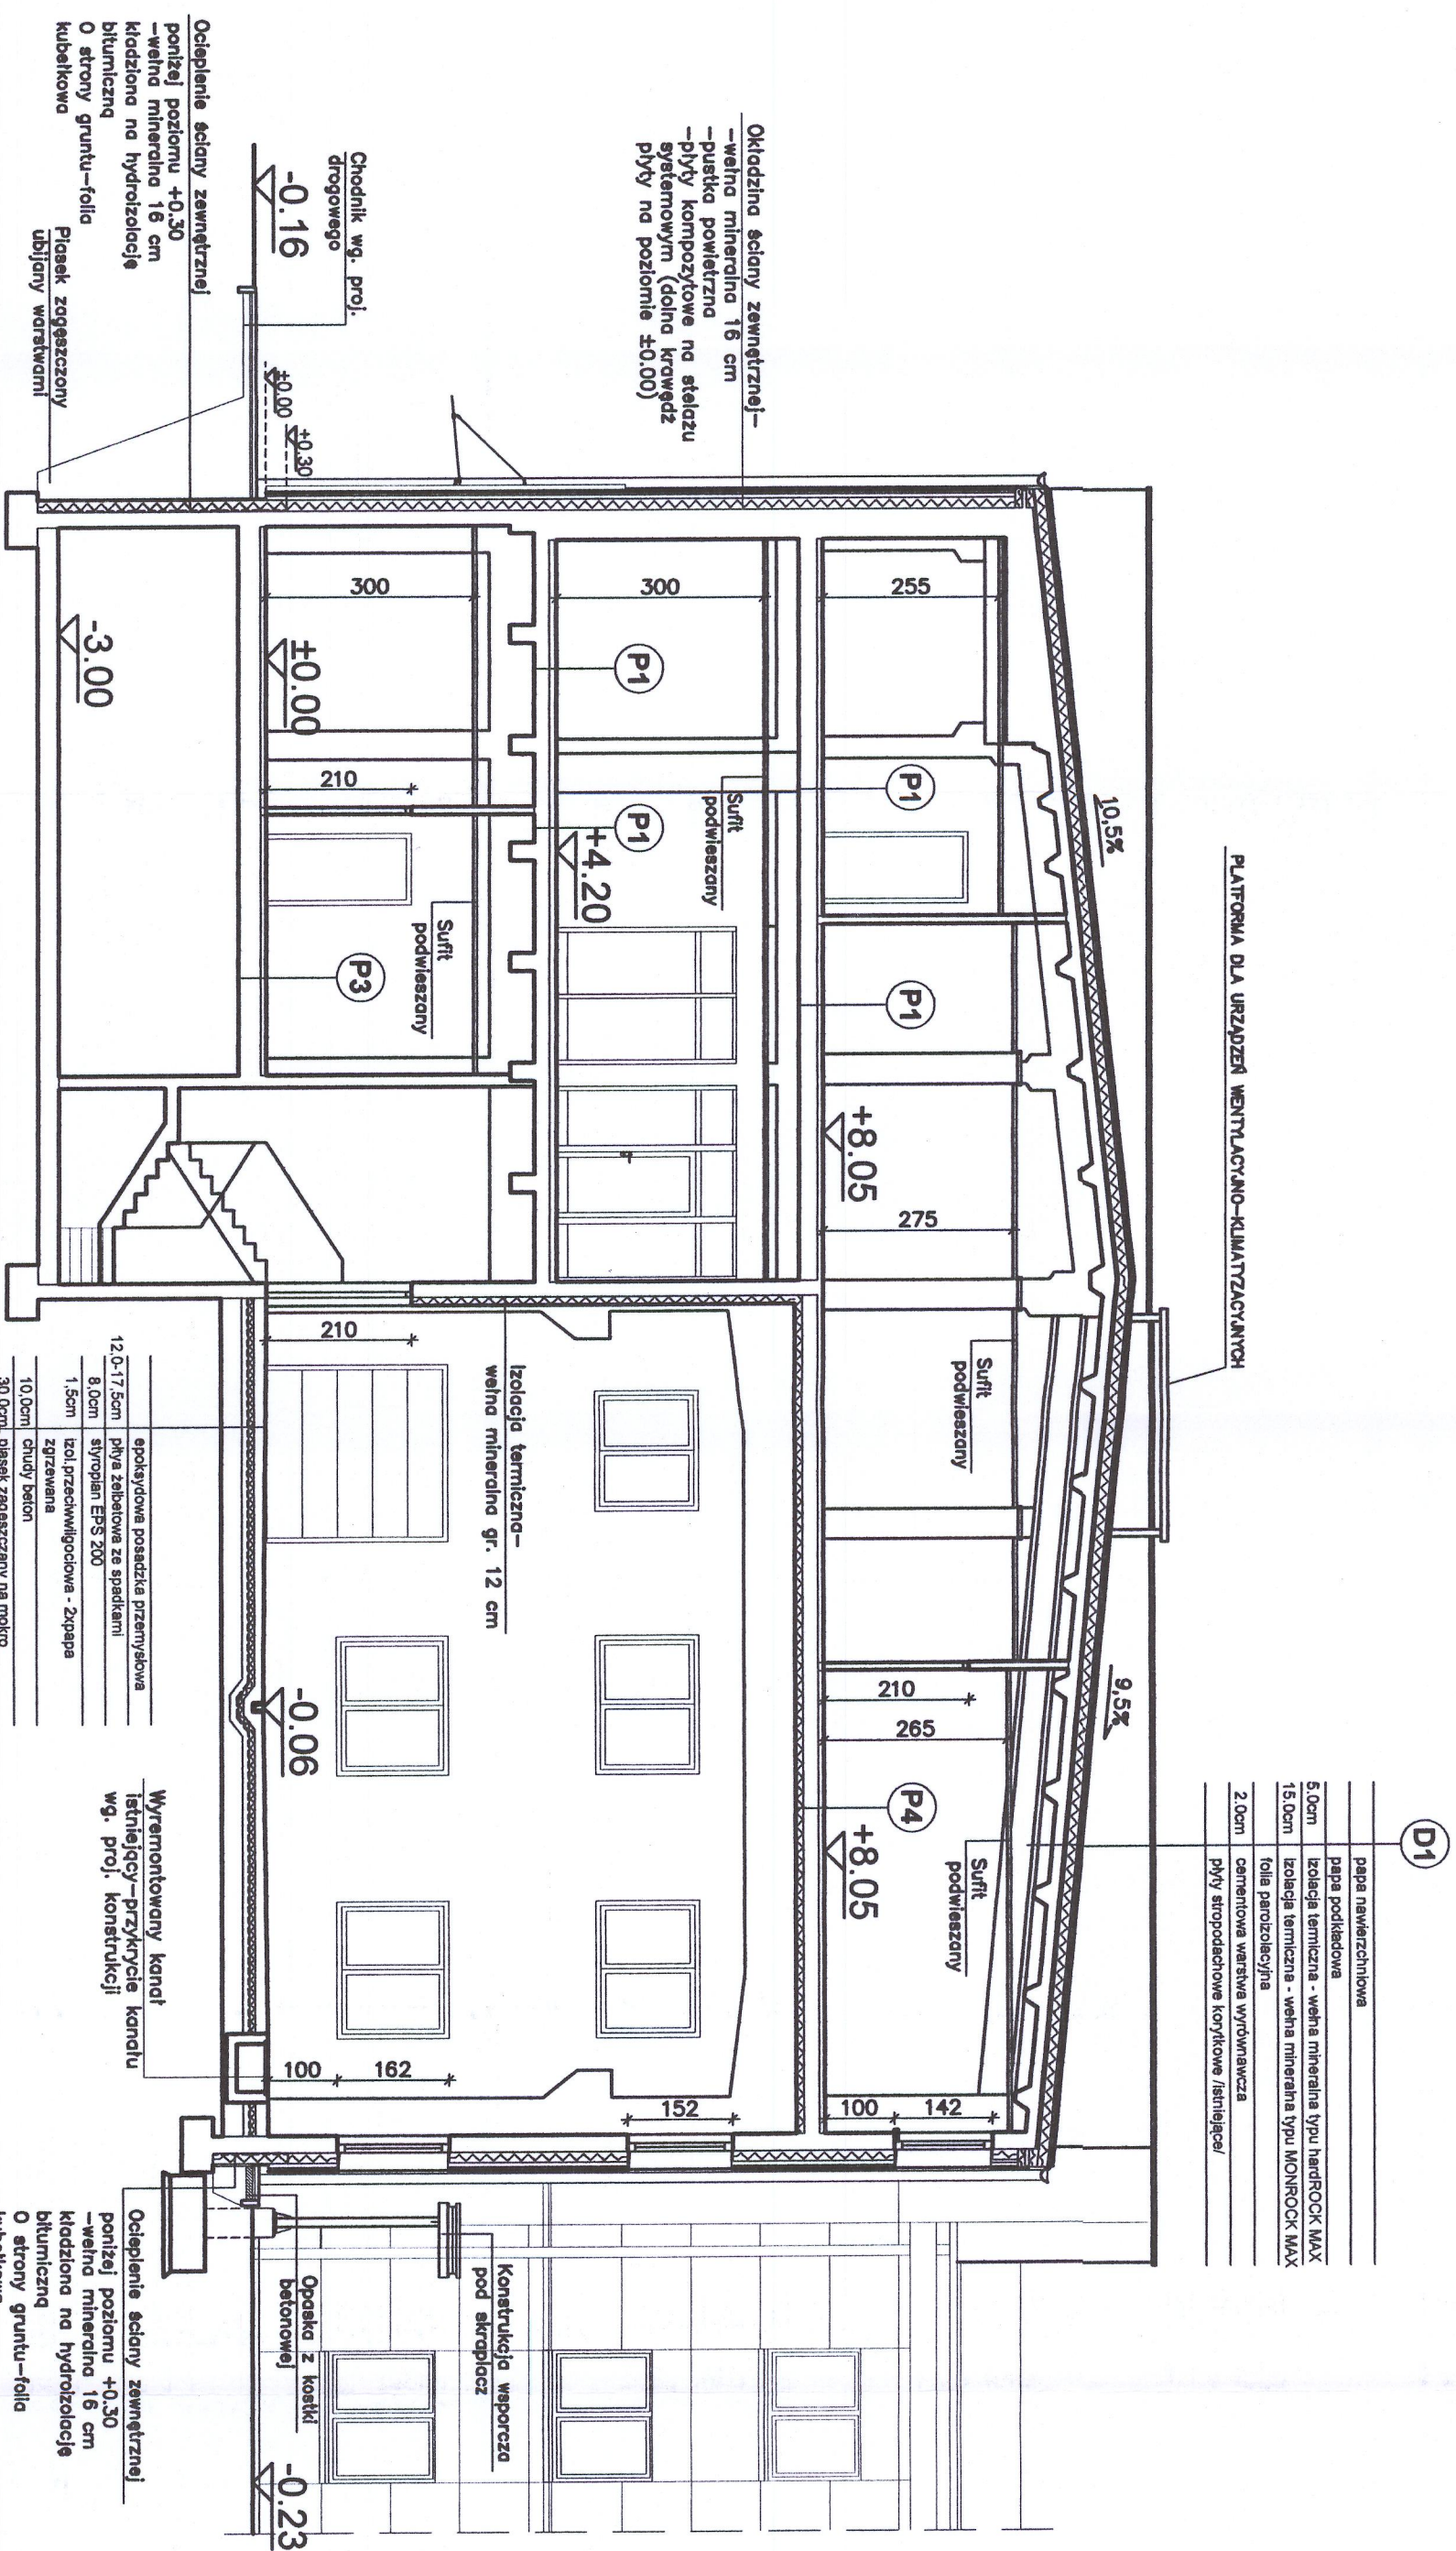 D1
papa nawierzchniowa
papa podkładowa
5.0cm izolacja termiczna - wełna mineralna typu hardROCK MAX
15.0cm izolacja termiczna - wełna mineralna typu MONROCK MAX
folia paroizolacyjna
2.0cm cementowa warstwa wyrównawcza
płyty stropodachowe korytkowe /istniejące/
PLATFORMA DLA URZĄDZEŃ WENTYLACYJNO-KLIMATYZACYJNYCH
10,5%
9,5%
Okładzina ściany zewnętrznej-
-wełna mineralna 16 cm
-pustka powietrzna
-płyty kompozytowe na stelażu
systemowym (dolna krawędź
płyty na poziomie ±0.00)
255
P1
P1
+8.05
275
Sufit
podwieszany
210
265
P4
+8.05
Sufit
podwieszany
100
142
300
P1
Sufit
podwieszany
P1
+4.20
Izolacja termiczna-
wełna mineralna gr. 12 cm
152
300
±0.00
210
Sufit
podwieszany
P3
210
-0.06
100
162
Konstrukcja wsporcza
pod skraplacz
Opaska z kostki
betonowej
-0.23
Chodnik wg. proj.
drogowego
-0.16
±0.00
+0.30
Ocieplenie ściany zewnętrznej
poniżej poziomu +0.30
-wełna mineralna 16 cm
kładziona na hydroizolację
bitumiczną
O strony gruntu-folia
kubełkowa
Piasek zagęszczony
ubijany warstwami
-3.00
epoksydowa posadzka przemysłowa
12,0-17,5cm płtya żelbetowa ze spadkami
8,0cm styropian EPS 200
1,5cm izol.przeciwwilgociowa - 2xpapa
zgrzewana
10,0cm chudy beton
30,0cm piasek zagęszczany na mokro
Wyremontowany kanał
istniejący-przykrycie kanału
wg. proj. konstrukcji
Ocieplenie ściany zewnętrznej
poniżej poziomu +0.30
-wełna mineralna 16 cm
kładziona na hydroizolację
bitumiczną
O strony gruntu-folia